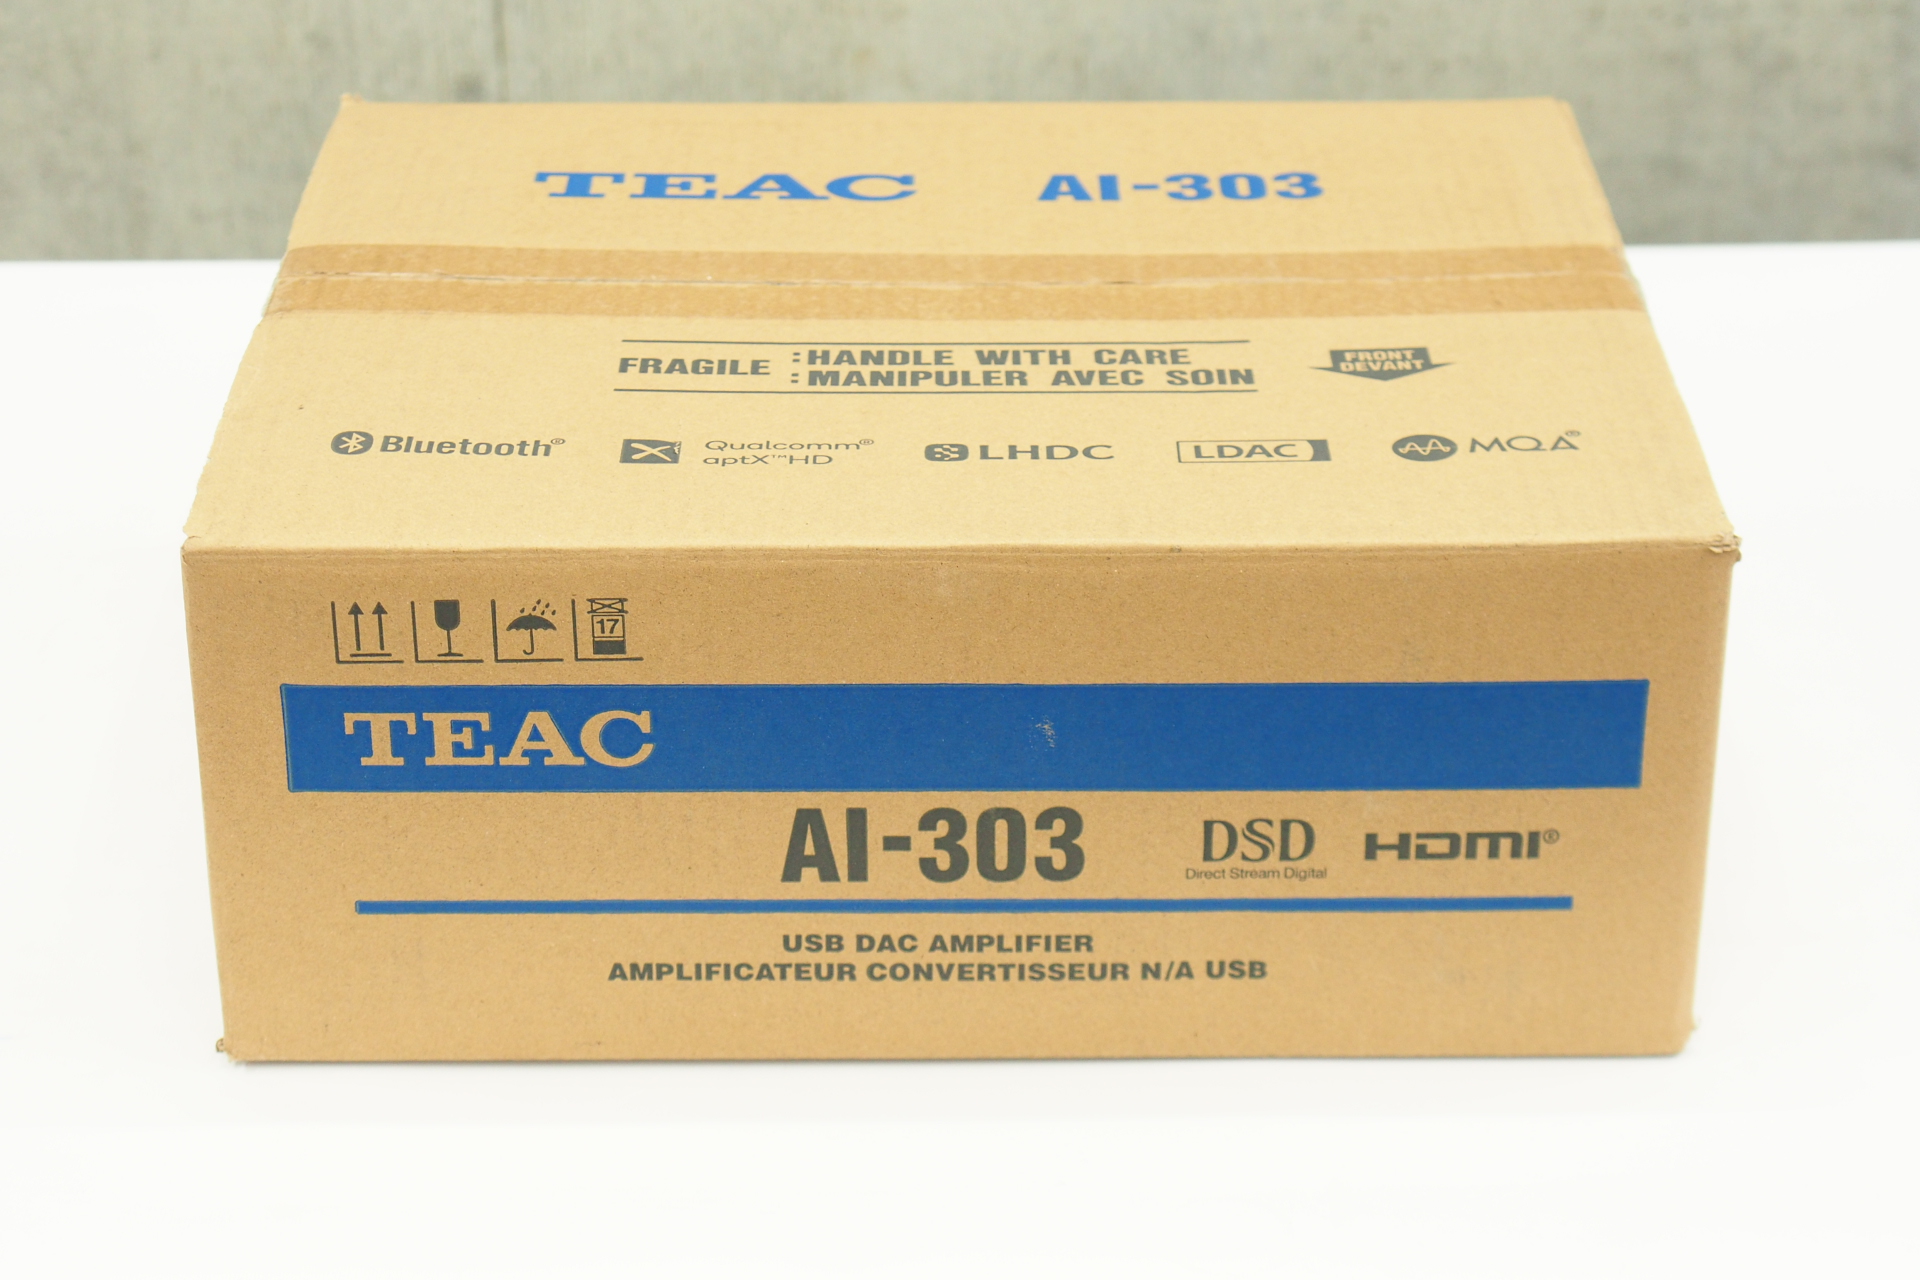 TEAC AI-303
FRAGILE :HANDLE WITH CARE
:MANIPULER AVEC SOIN
FRONT
DEVANT
Bluetooth®
Qualcomm®
aptX™HD
LHDC
LDAC
MQA®
17
TEAC
AI-303
DSD
Direct Stream Digital
HDMI®
USB DAC AMPLIFIER
AMPLIFICATEUR CONVERTISSEUR N/A USB